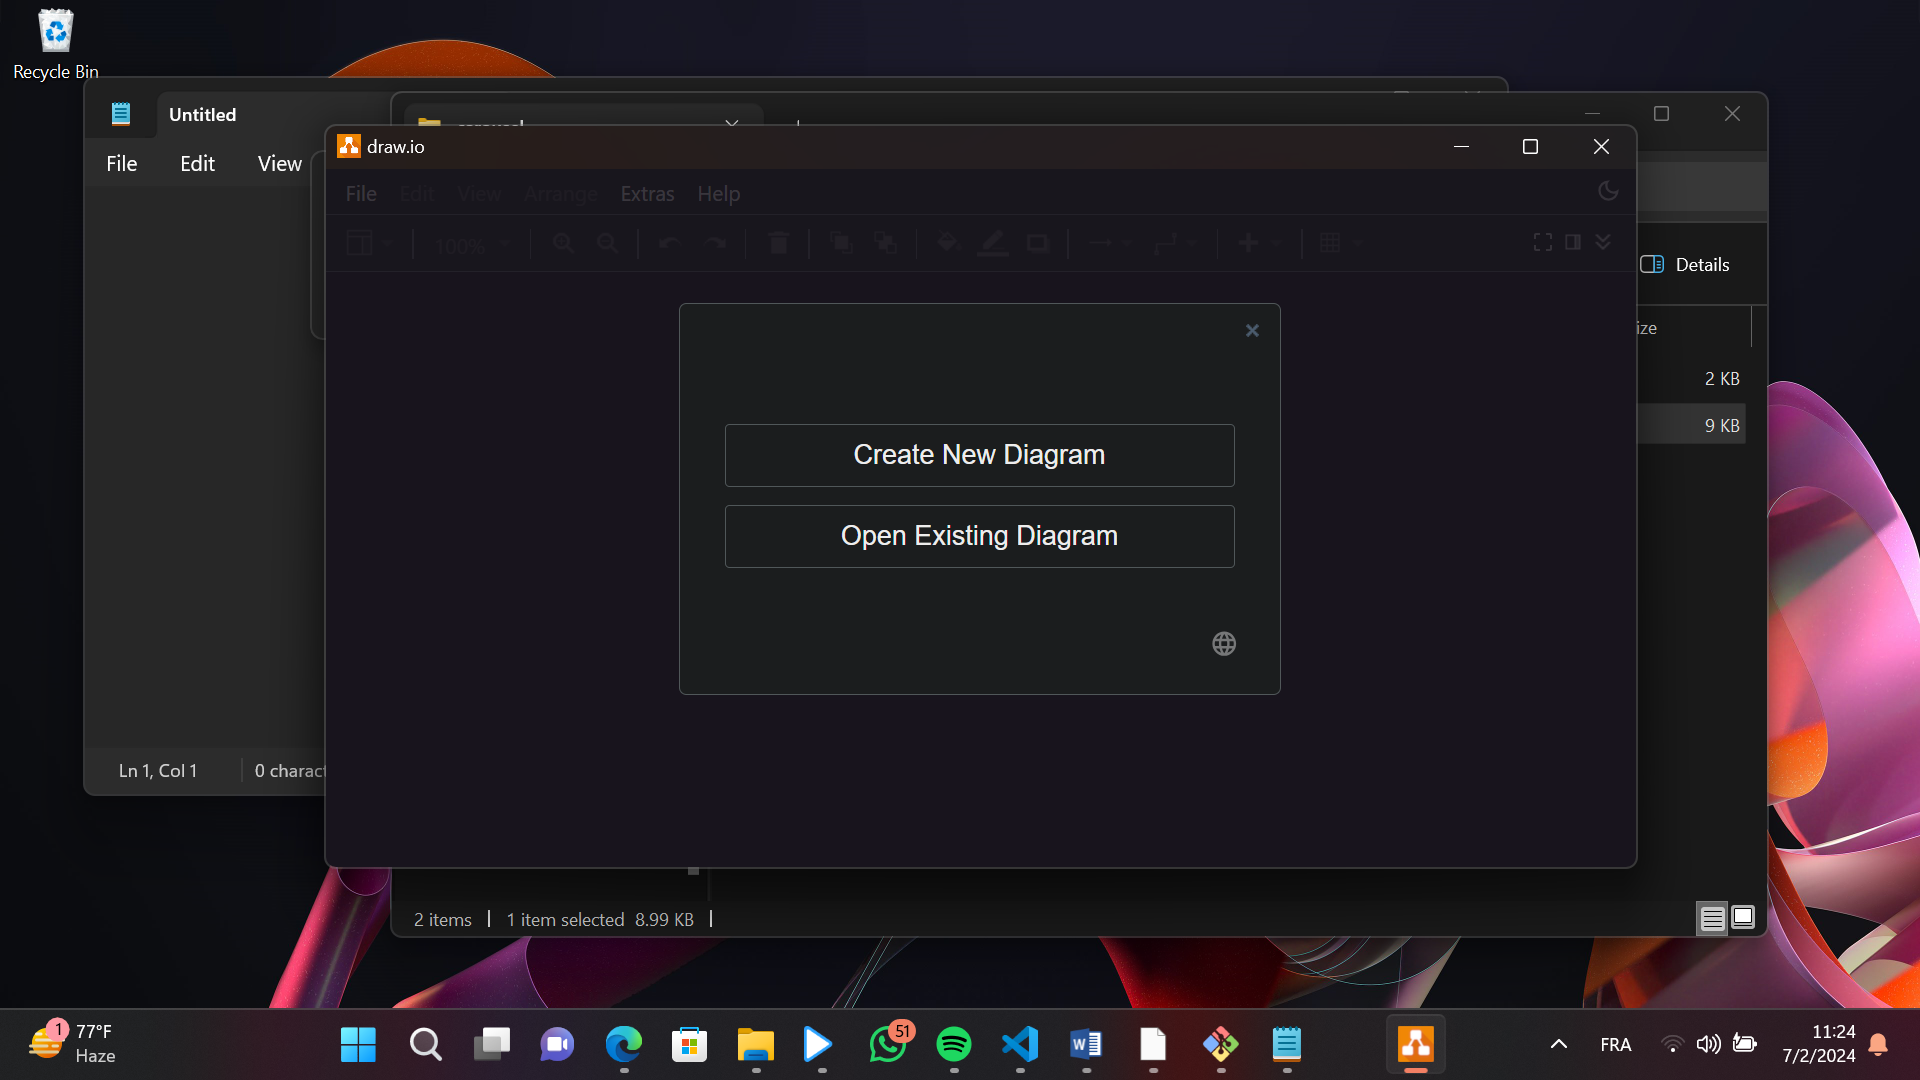 Recycle Bin
Untitled
File Edit View
draw.io
File Edit View Arrange Extras Help
100%
Details
ize
2 KB
9 KB
Create New Diagram
Open Existing Diagram
Ln 1, Col 1
0 charact
2 items
1 item selected 8.99 KB
1
77°F
Haze
51
FRA
11:24
7/2/2024